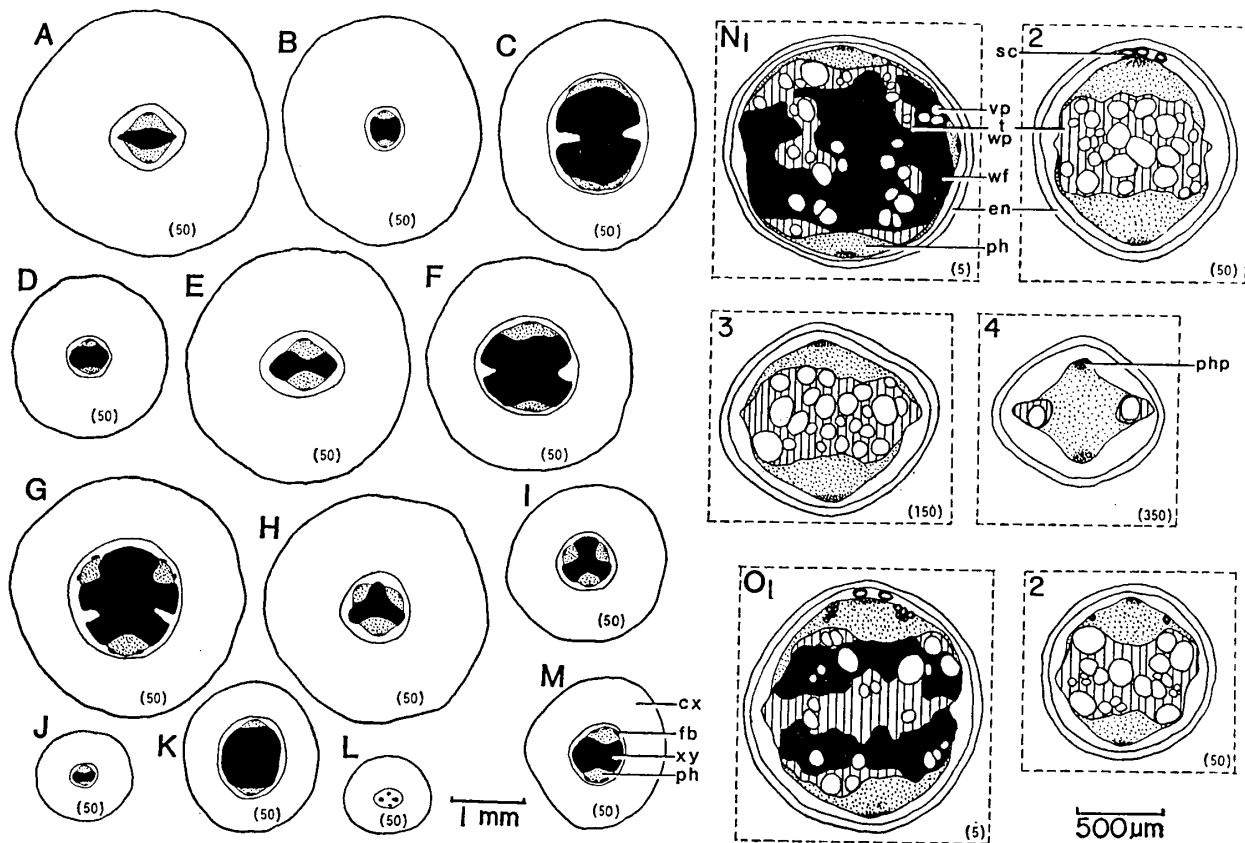 A
(50)
B
(50)
C
(50)
D
(50)
E
(50)
F
(50)
G
(50)
H
(50)
I
(50)
J
(50)
K
(50)
L
(50)
1 mm
M
cx
fb
xy
ph
(50)
N1
vp
t
wp
wf
en
ph
(5)
2
sc
(50)
3
(150)
4
php
(350)
O1
(5)
2
(50)
500µm